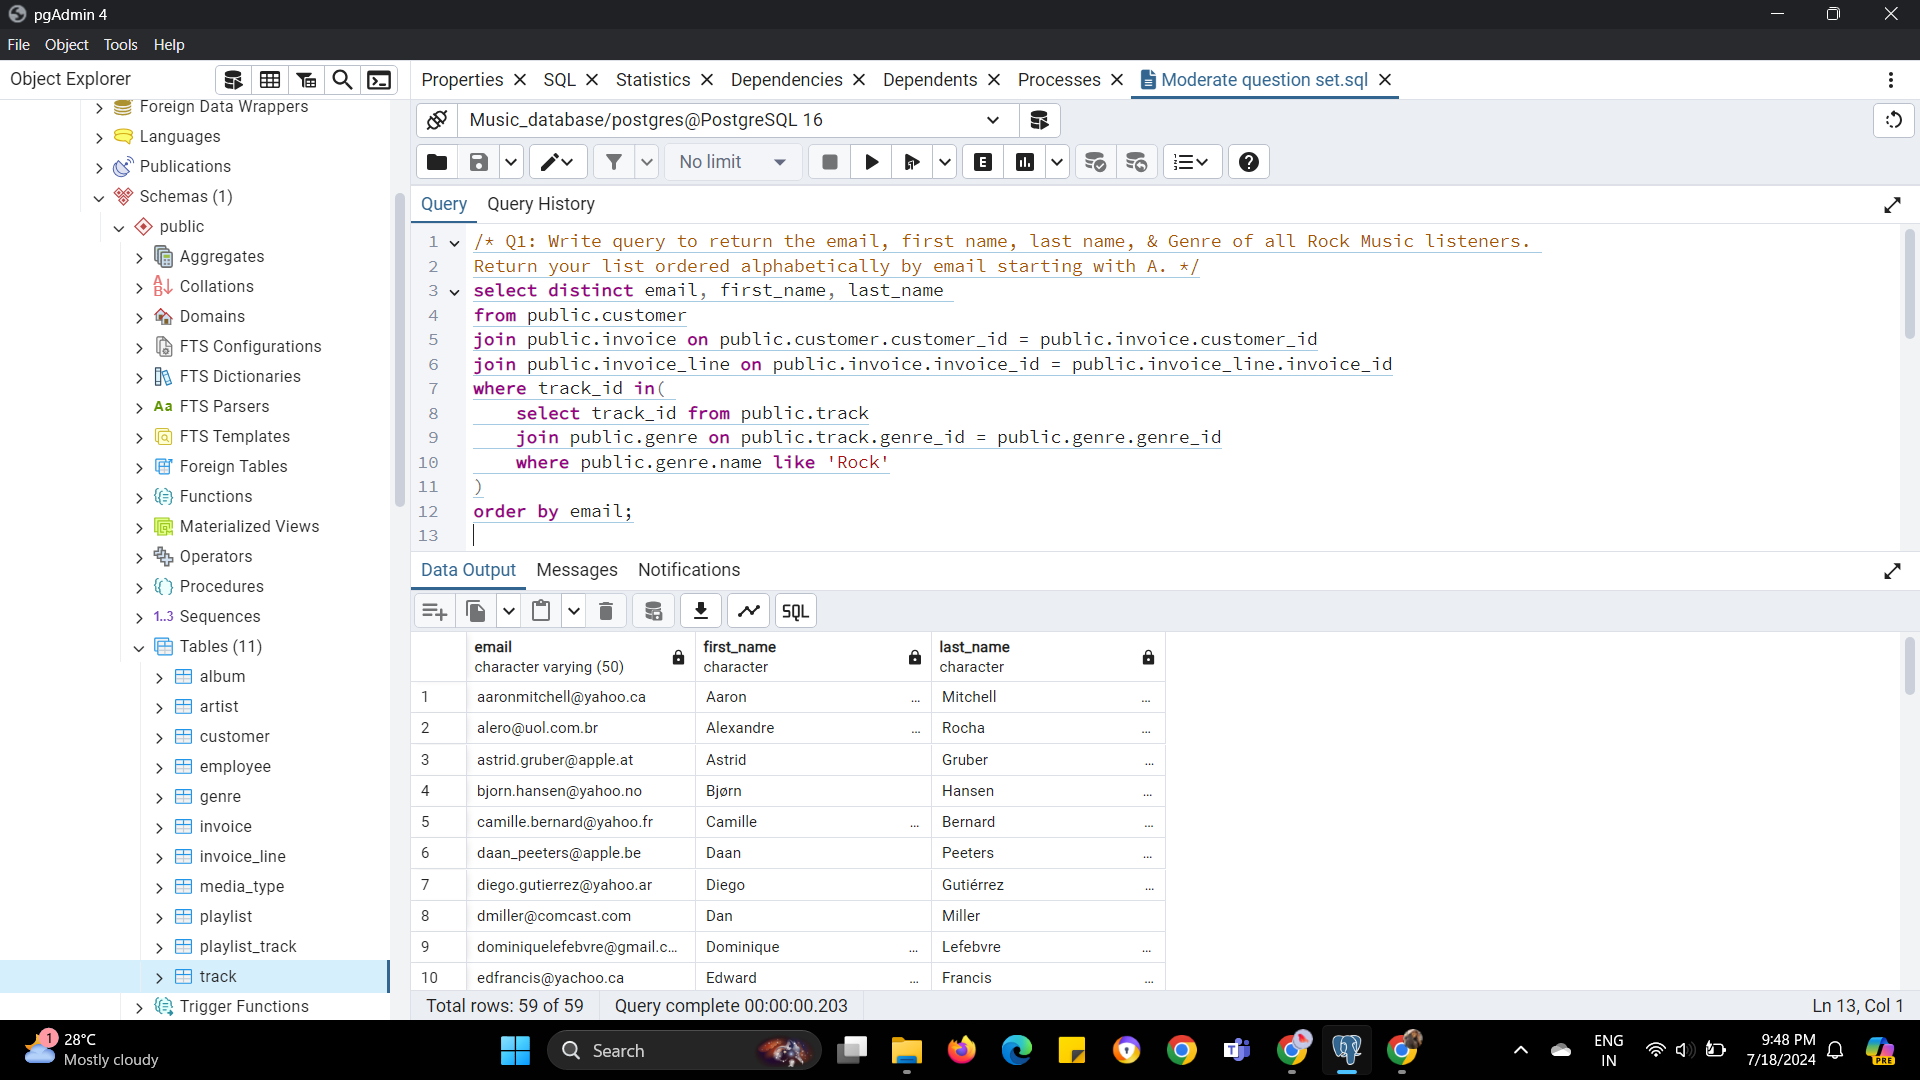 pgAdmin 4
File Object Tools Help
Object Explorer
Properties SQL Statistics Dependencies Dependents Processes Moderate question set.sql
Foreign Data Wrappers
Languages
Publications
Schemas (1)
public
Aggregates
Collations
Domains
FTS Configurations
FTS Dictionaries
Aa FTS Parsers
FTS Templates
Foreign Tables
Functions
Materialized Views
Operators
Procedures
1..3 Sequences
Tables (11)
album
artist
customer
employee
genre
invoice
invoice_line
media_type
playlist
playlist_track
track
Trigger Functions
Music_database/postgres@PostgreSQL 16
No limit
E
Query Query History
1 /* Q1: Write query to return the email, first name, last name, & Genre of all Rock Music listeners.
2 Return your list ordered alphabetically by email starting with A. */
3 select distinct email, first_name, last_name
4 from public.customer
5 join public.invoice on public.customer.customer_id = public.invoice.customer_id
6 join public.invoice_line on public.invoice.invoice_id = public.invoice_line.invoice_id
7 where track_id in(
8 select track_id from public.track
9 join public.genre on public.track.genre_id = public.genre.genre_id
10 where public.genre.name like 'Rock'
11 )
12 order by email;
13
Data Output Messages Notifications
SQL
email first_name last_name
character varying (50) character character
1 aaronmitchell@yahoo.ca Aaron ... Mitchell ...
2 alero@uol.com.br Alexandre ... Rocha ...
3 astrid.gruber@apple.at Astrid Gruber ...
4 bjorn.hansen@yahoo.no Bjørn Hansen ...
5 camille.bernard@yahoo.fr Camille ... Bernard ...
6 daan_peeters@apple.be Daan Peeters ...
7 diego.gutierrez@yahoo.ar Diego Gutiérrez ...
8 dmiller@comcast.com Dan Miller
9 dominiquelefebvre@gmail.c... Dominique ... Lefebvre ...
10 edfrancis@yachoo.ca Edward ... Francis ...
Total rows: 59 of 59 Query complete 00:00:00.203 Ln 13, Col 1
1
28°C
Mostly cloudy
Search
ENG
IN
9:48 PM
7/18/2024
PRE